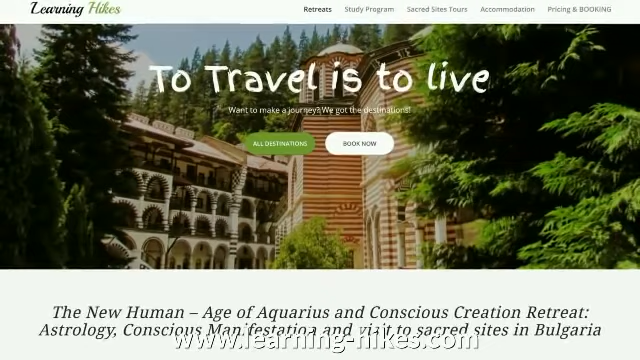 Learning Hikes
Retreats Study Program Sacred Sites Tours Accommodation Pricing & BOOKING
To Travel is to live
Want to make a journey? We got the destinations!
ALL DESTINATIONS BOOK NOW
The New Human – Age of Aquarius and Conscious Creation Retreat:
Astrology, Conscious Manifestation and visit to sacred sites in Bulgaria
www.learning-hikes.com